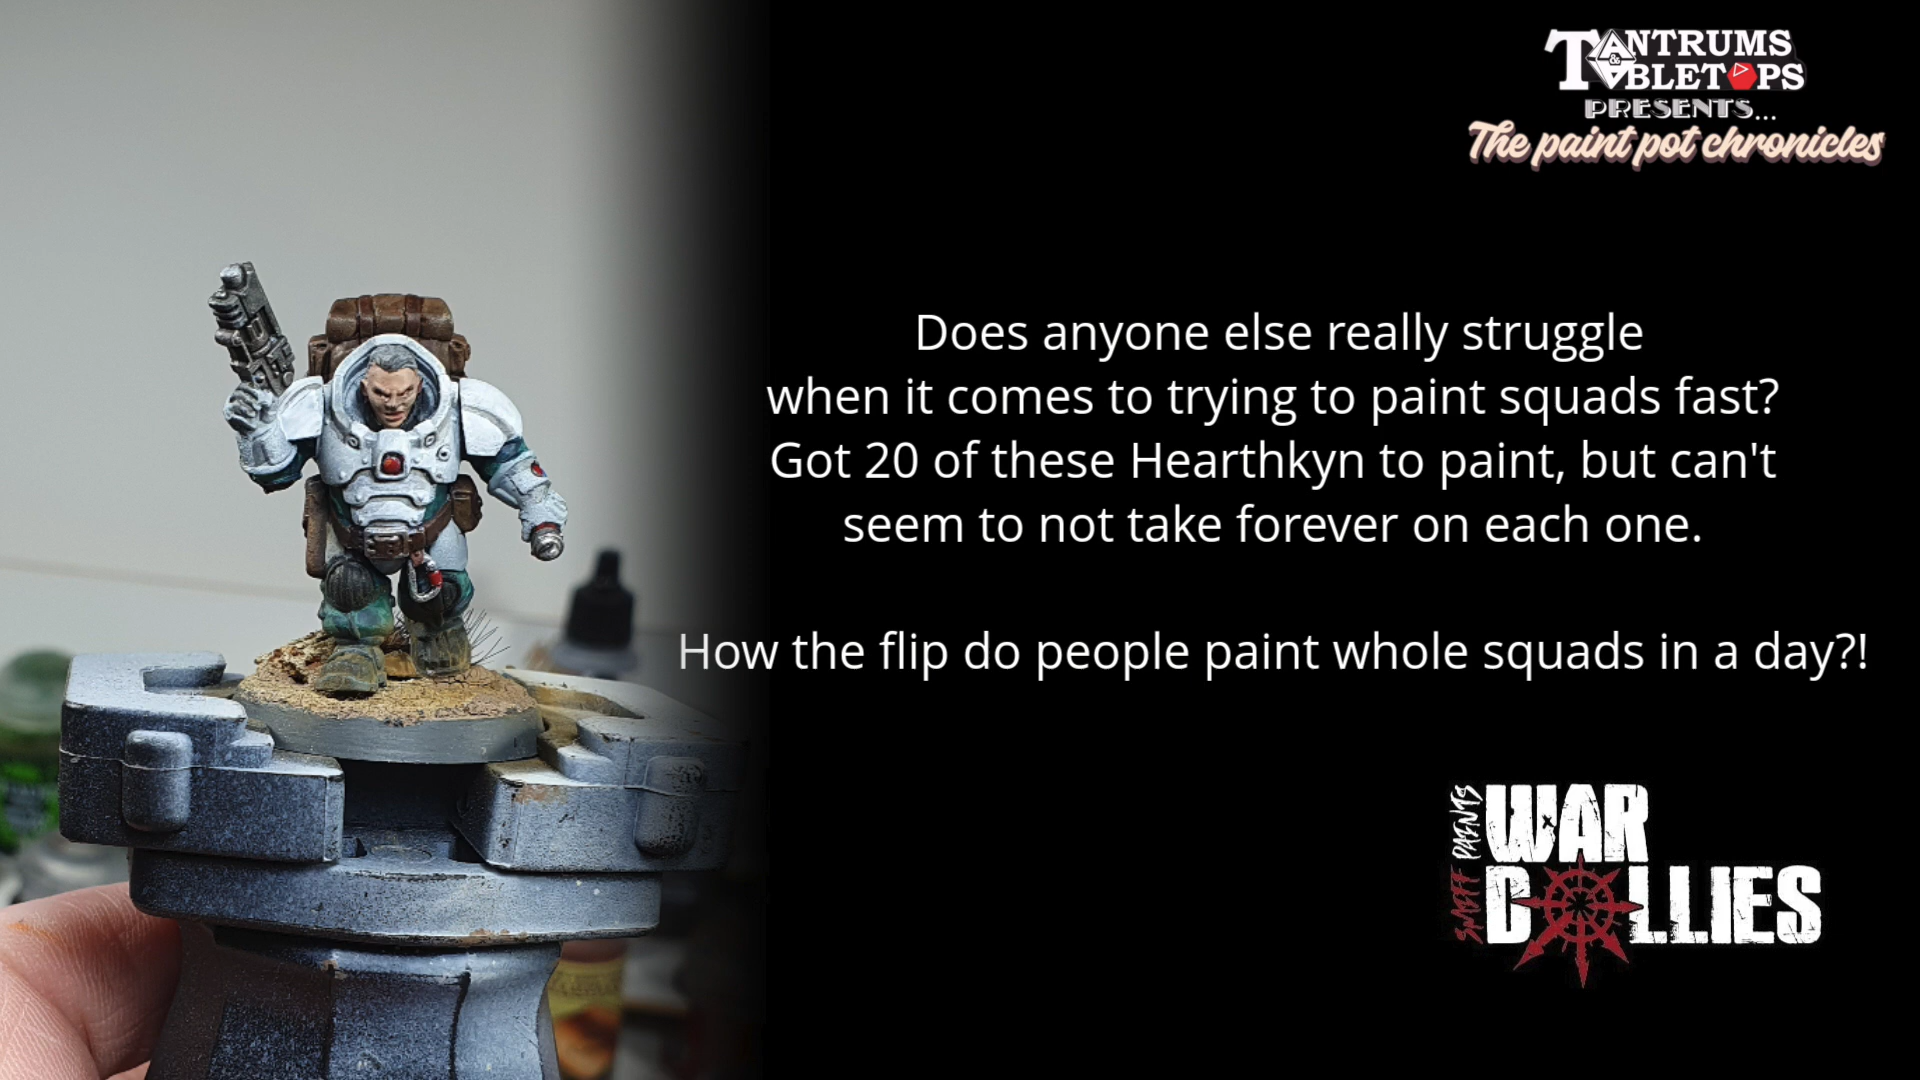 TANTRUMS
&
TABLETOPS
PRESENTS...
The paint pot chronicles
Does anyone else really struggle
when it comes to trying to paint squads fast?
Got 20 of these Hearthkyn to paint, but can't
seem to not take forever on each one.
How the flip do people paint whole squads in a day?!
SMIFF PAINTS
WAR
DOLLIES